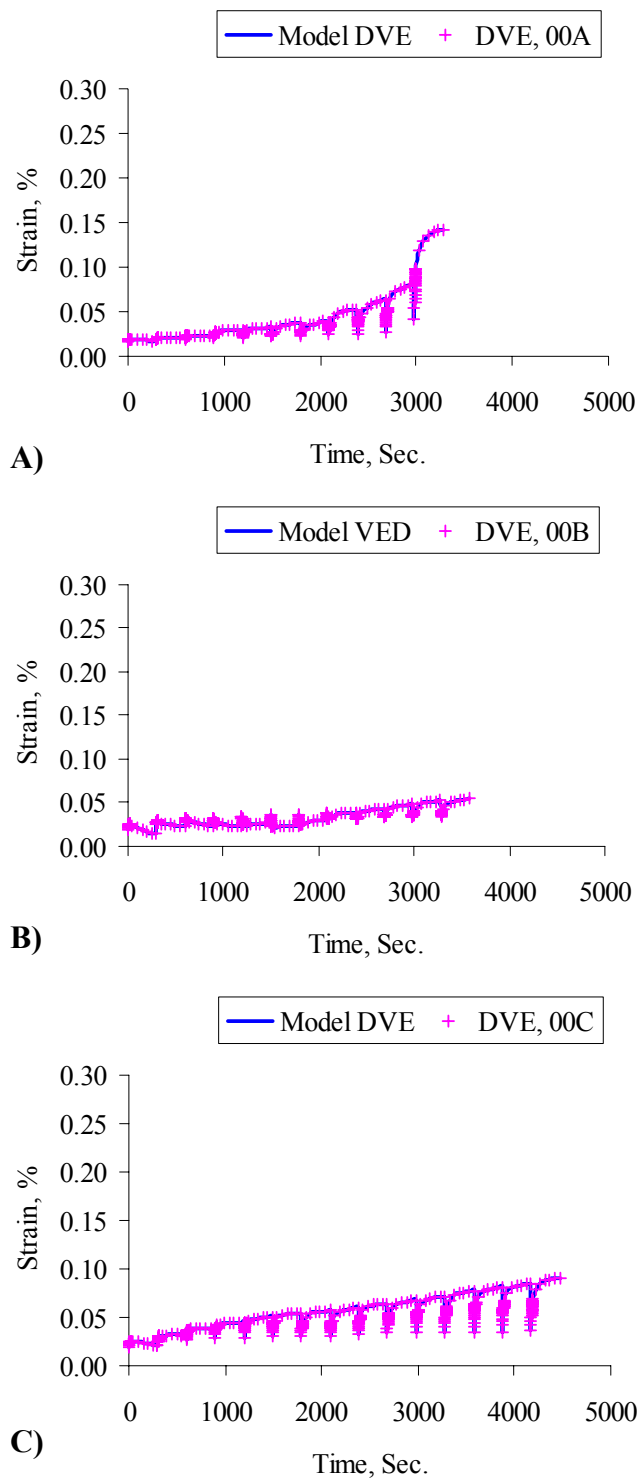 Model DVE DVE, 00A
0.30
0.25
0.20
0.15
0.10
0.05
0.00
Strain, %
0 1000 2000 3000 4000 5000
Time, Sec.
A)
Model VED DVE, 00B
0.30
0.25
0.20
0.15
0.10
0.05
0.00
Strain, %
0 1000 2000 3000 4000 5000
Time, Sec.
B)
Model DVE DVE, 00C
0.30
0.25
0.20
0.15
0.10
0.05
0.00
Strain, %
0 1000 2000 3000 4000 5000
Time, Sec.
C)